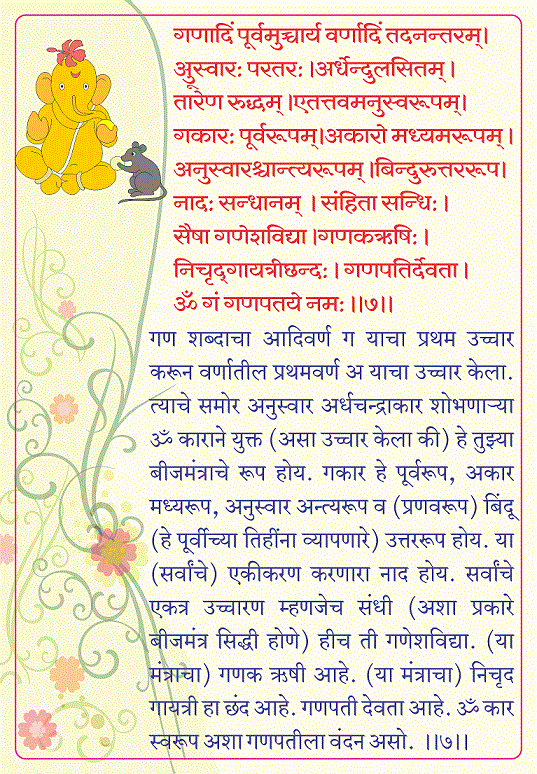 गणादिं पूर्वमुच्चार्य वर्णादिं तदनन्तरम्।
अुस्वारः परतरः।अर्धेन्दुलसितम्।
तारेण रुद्धम्।एतत्तवमनुस्वरूपम्।
गकारः पूर्वरूपम्।अकारो मध्यमरूपम्।
अनुस्वारश्चान्त्यरूपम्।बिन्दुरुत्तररूप।
नादः सन्धानम् । संहिता सन्धिः।
सैषा गणेशविद्या।गणकऋषिः।
निचृद्गायत्रीछन्दः। गणपतिर्देवता।
ॐ गं गणपतये नमः।।७।।
गण शब्दाचा आदिवर्ण ग याचा प्रथम उच्चार
करून वर्णातील प्रथमवर्ण अ याचा उच्चार केला.
त्याचे समोर अनुस्वार अर्धचन्द्राकार शोभणाऱ्या
ॐ काराने युक्त (असा उच्चार केला की) हे तुझ्या
बीजमंत्राचे रूप होय. गकार हे पूर्वरूप, अकार
मध्यरूप, अनुस्वार अन्त्यरूप व (प्रणवरूप) बिंदू
(हे पूर्वीच्या तिहींना व्यापणारे) उत्तररूप होय. या
(सर्वांचे) एकीकरण करणारा नाद होय. सर्वांचे
एकत्र उच्चारण म्हणजेच संधी (अशा प्रकारे
बीजमंत्र सिद्धी होणे) हीच ती गणेशविद्या. (या
मंत्राचा) गणक ऋषी आहे. (या मंत्राचा) निचृद
गायत्री हा छंद आहे. गणपती देवता आहे. ॐ कार
स्वरूप अशा गणपतीला वंदन असो. ।।७।।